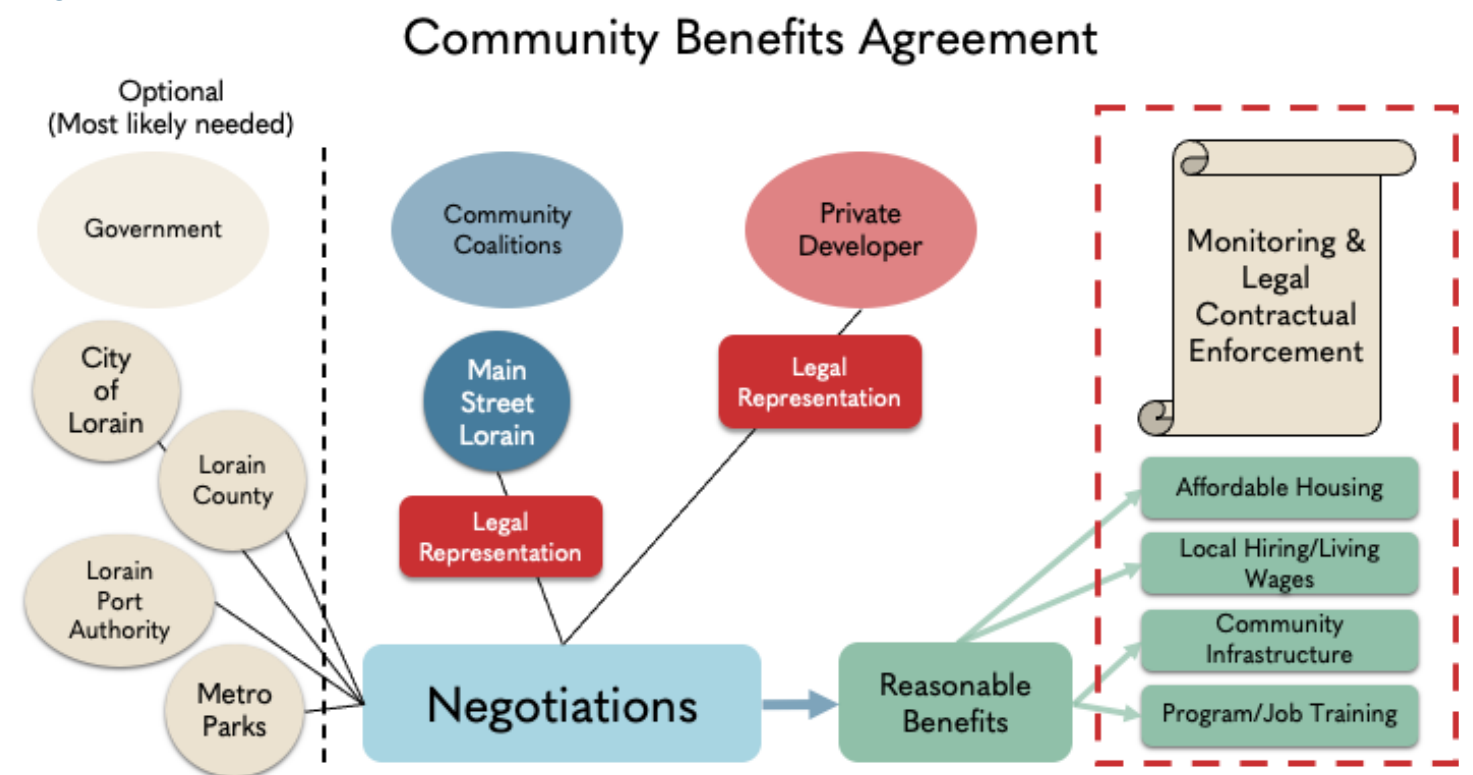 Community Benefits Agreement
Optional
(Most likely needed)
Government
City
of
Lorain
Lorain
County
Lorain
Port
Authority
Metro
Parks
Community
Coalitions
Main
Street
Lorain
Legal
Representation
Private
Developer
Legal
Representation
Negotiations
Reasonable
Benefits
Monitoring &
Legal
Contractual
Enforcement
Affordable Housing
Local Hiring/Living
Wages
Community
Infrastructure
Program/Job Training